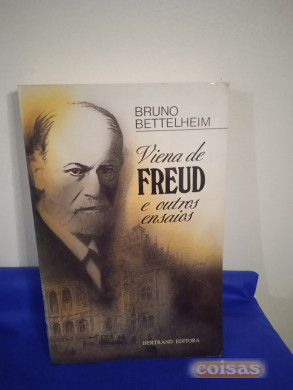 BRUNO
BETTELHEIM
Viena de
FREUD
e outros
ensaios
BERTRAND EDITORA
coisas